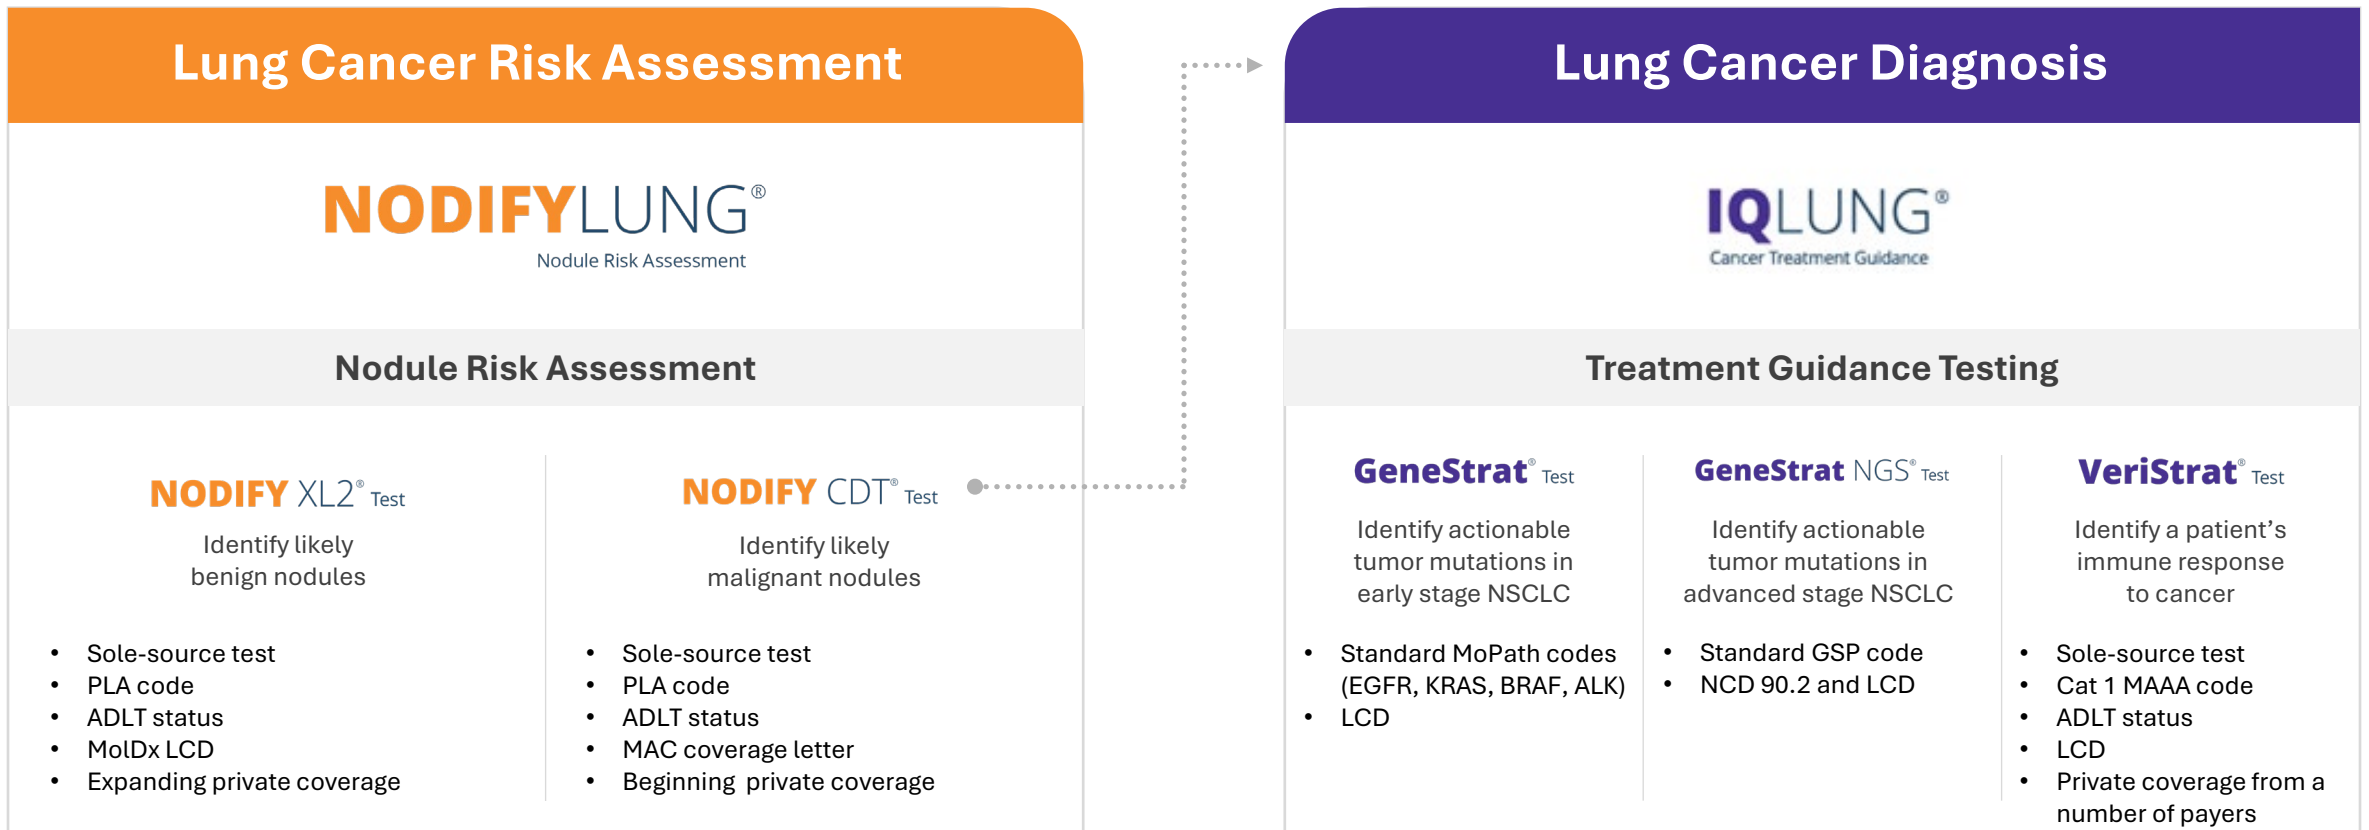 Lung Cancer Risk Assessment
NODIFYLUNG®
Nodule Risk Assessment
Nodule Risk Assessment
NODIFY XL2® Test
Identify likely
benign nodules
• Sole-source test
• PLA code
• ADLT status
• MolDx LCD
• Expanding private coverage
NODIFY CDT® Test
Identify likely
malignant nodules
• Sole-source test
• PLA code
• ADLT status
• MAC coverage letter
• Beginning  private coverage
Lung Cancer Diagnosis
IQLUNG®
Cancer Treatment Guidance
Treatment Guidance Testing
GeneStrat® Test
Identify actionable
tumor mutations in
early stage NSCLC
• Standard MoPath codes
(EGFR, KRAS, BRAF, ALK)
• LCD
GeneStrat NGS® Test
Identify actionable
tumor mutations in
advanced stage NSCLC
• Standard GSP code
• NCD 90.2 and LCD
VeriStrat® Test
Identify a patient’s
immune response
to cancer
• Sole-source test
• Cat 1 MAAA code
• ADLT status
• LCD
• Private coverage from a
number of payers